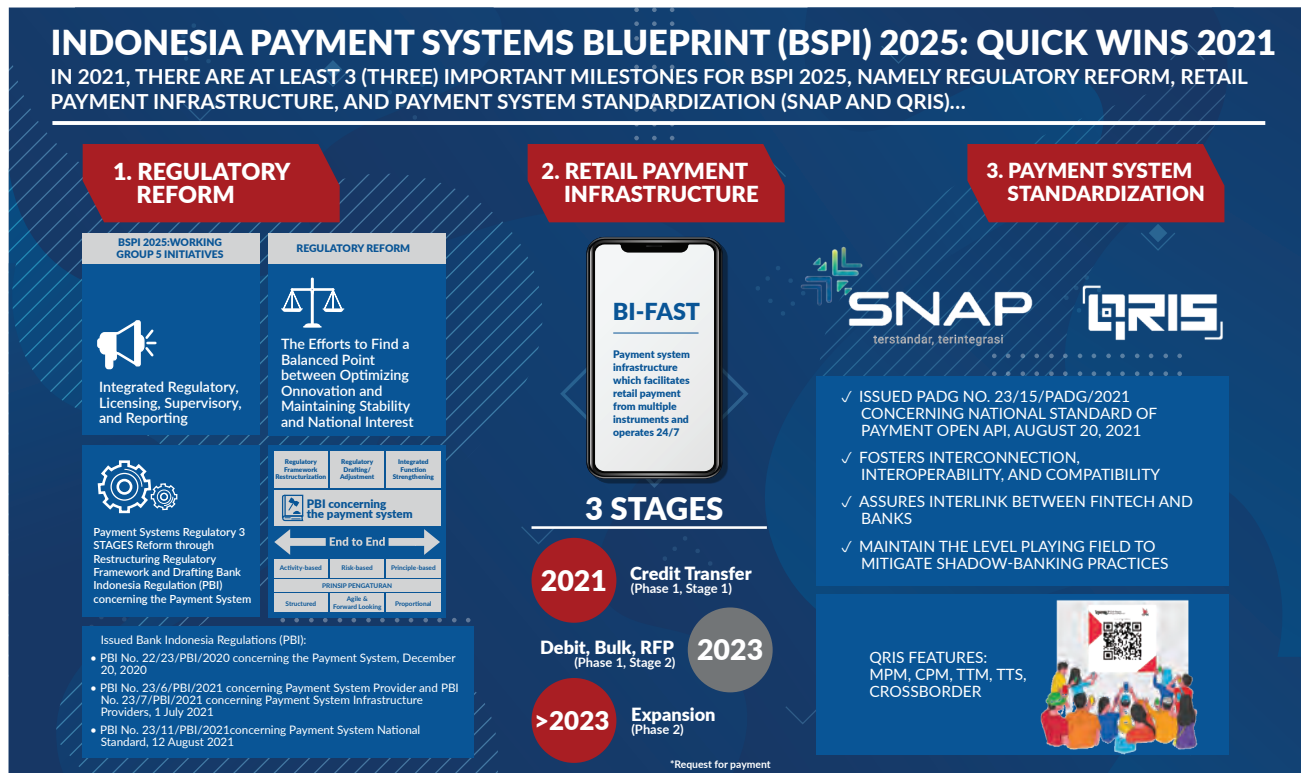 INDONESIA PAYMENT SYSTEMS BLUEPRINT (BSPI) 2025: QUICK WINS 2021
IN 2021, THERE ARE AT LEAST 3 (THREE) IMPORTANT MILESTONES FOR BSPI 2025, NAMELY REGULATORY REFORM, RETAIL
PAYMENT INFRASTRUCTURE, AND PAYMENT SYSTEM STANDARDIZATION (SNAP AND QRIS)...
1. REGULATORY
REFORM
BSPI 2025:WORKING
GROUP 5 INITIATIVES
Integrated Regulatory,
Licensing, Supervisory,
and Reporting
REGULATORY REFORM
The Efforts to Find a
Balanced Point
between Optimizing
Onnovation and
Maintaining Stability
and National Interest
Payment Systems Regulatory 3
STAGES Reform through
Restructuring Regulatory
Framework and Drafting Bank
Indonesia Regulation (PBI)
concerning the Payment System
Regulatory
Framework
Restructurization
Regulatory
Drafting/
Adjustment
Integrated
Function
Strengthening
PBI concerning
the payment system
End to End
Activity-based
Risk-based
Principle-based
PRINSIP PENGATURAN
Structured
Agile &
Forward Looking
Proportional
Issued Bank Indonesia Regulations (PBI):
• PBI No. 22/23/PBI/2020 concerning the Payment System, December
20, 2020
• PBI No. 23/6/PBI/2021 concerning Payment System Provider and PBI
No. 23/7/PBI/2021 concerning Payment System Infrastructure
Providers, 1 July 2021
• PBI No. 23/11/PBI/2021concerning Payment System National
Standard, 12 August 2021
2. RETAIL PAYMENT
INFRASTRUCTURE
BI-FAST
Payment system
infrastructure
which facilitates
retail payment
from multiple
instruments and
operates 24/7
3 STAGES
2021
Credit Transfer
(Phase 1, Stage 1)
Debit, Bulk, RFP
(Phase 1, Stage 2)
2023
>2023
Expansion
(Phase 2)
*Request for payment
3. PAYMENT SYSTEM
STANDARDIZATION
SNAP
terstandar, terintegrasi
QRIS
✓ ISSUED PADG NO. 23/15/PADG/2021
CONCERNING NATIONAL STANDARD OF
PAYMENT OPEN API, AUGUST 20, 2021
✓ FOSTERS INTERCONNECTION,
INTEROPERABILITY, AND COMPATIBILITY
✓ ASSURES INTERLINK BETWEEN FINTECH AND
BANKS
✓ MAINTAIN THE LEVEL PLAYING FIELD TO
MITIGATE SHADOW-BANKING PRACTICES
QRIS FEATURES:
MPM, CPM, TTM, TTS,
CROSSBORDER